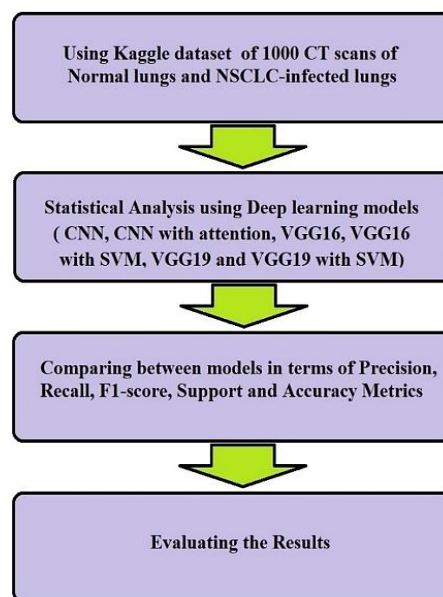 Using Kaggle dataset of 1000 CT scans of
Normal lungs and NSCLC-infected lungs
Statistical Analysis using Deep learning models
( CNN, CNN with attention, VGG16, VGG16
with SVM, VGG19 and VGG19 with SVM)
Comparing between models in terms of Precision,
Recall, F1-score, Support and Accuracy Metrics
Evaluating the Results